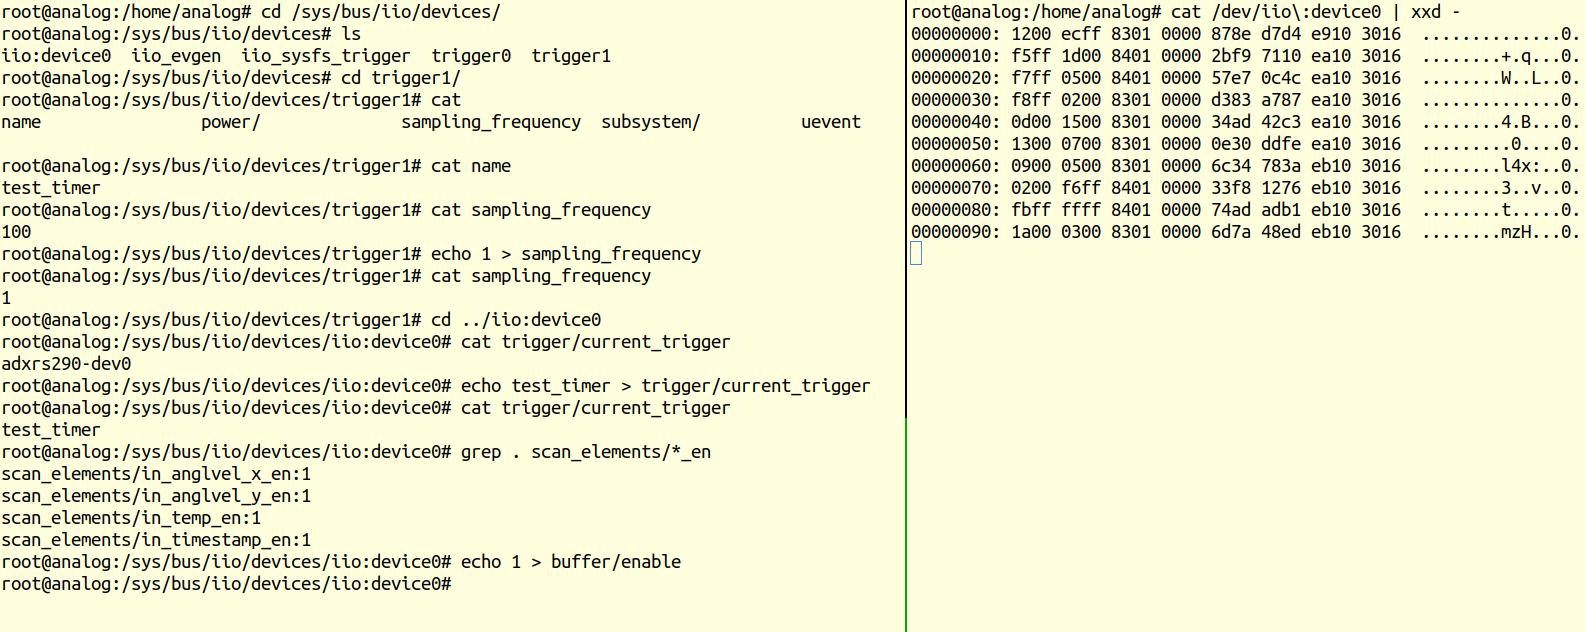 root@analog:/home/analog# cd /sys/bus/iio/devices/
root@analog:/sys/bus/iio/devices# ls
iio:device0  iio_evgen  iio_sysfs_trigger  trigger0  trigger1
root@analog:/sys/bus/iio/devices# cd trigger1/
root@analog:/sys/bus/iio/devices/trigger1# cat
name                power/              sampling_frequency  subsystem/          uevent
root@analog:/sys/bus/iio/devices/trigger1# cat name
test_timer
root@analog:/sys/bus/iio/devices/trigger1# cat sampling_frequency
100
root@analog:/sys/bus/iio/devices/trigger1# echo 1 > sampling_frequency
root@analog:/sys/bus/iio/devices/trigger1# cat sampling_frequency
1
root@analog:/sys/bus/iio/devices/trigger1# cd ../iio:device0
root@analog:/sys/bus/iio/devices/iio:device0# cat trigger/current_trigger
adxrs290-dev0
root@analog:/sys/bus/iio/devices/iio:device0# echo test_timer > trigger/current_trigger
root@analog:/sys/bus/iio/devices/iio:device0# cat trigger/current_trigger
test_timer
root@analog:/sys/bus/iio/devices/iio:device0# grep . scan_elements/*_en
scan_elements/in_anglvel_x_en:1
scan_elements/in_anglvel_y_en:1
scan_elements/in_temp_en:1
scan_elements/in_timestamp_en:1
root@analog:/sys/bus/iio/devices/iio:device0# echo 1 > buffer/enable
root@analog:/sys/bus/iio/devices/iio:device0#
root@analog:/home/analog# cat /dev/iio\:device0 | xxd -
00000000: 1200 ecff 8301 0000 878e d7d4 e910 3016  ..............0.
00000010: f5ff 1d00 8401 0000 2bf9 7110 ea10 3016  ........+.q...0.
00000020: f7ff 0500 8401 0000 57e7 0c4c ea10 3016  ........W..L..0.
00000030: f8ff 0200 8301 0000 d383 a787 ea10 3016  ..............0.
00000040: 0d00 1500 8301 0000 34ad 42c3 ea10 3016  ........4.B...0.
00000050: 1300 0700 8301 0000 0e30 ddfe ea10 3016  .........0....0.
00000060: 0900 0500 8301 0000 6c34 783a eb10 3016  ........l4x:..0.
00000070: 0200 f6ff 8401 0000 33f8 1276 eb10 3016  ........3..v..0.
00000080: fbff ffff 8401 0000 74ad adb1 eb10 3016  ........t.....0.
00000090: 1a00 0300 8301 0000 6d7a 48ed eb10 3016  ........mzH...0.